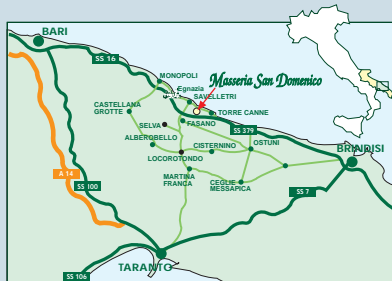 BARI
SS 16
MONOPOLI
Egnazia
SAVELLETRI
Masseria San Domenico
CASTELLANA
GROTTE
TORRE CANNE
SELVA
FASANO
SS 379
ALBEROBELLO
CISTERNINO
OSTUNI
LOCOROTONDO
BRINDISI
A 14
SS 100
MARTINA
FRANCA
CEGLIE
MESSAPICA
SS 7
TARANTO
SS 106